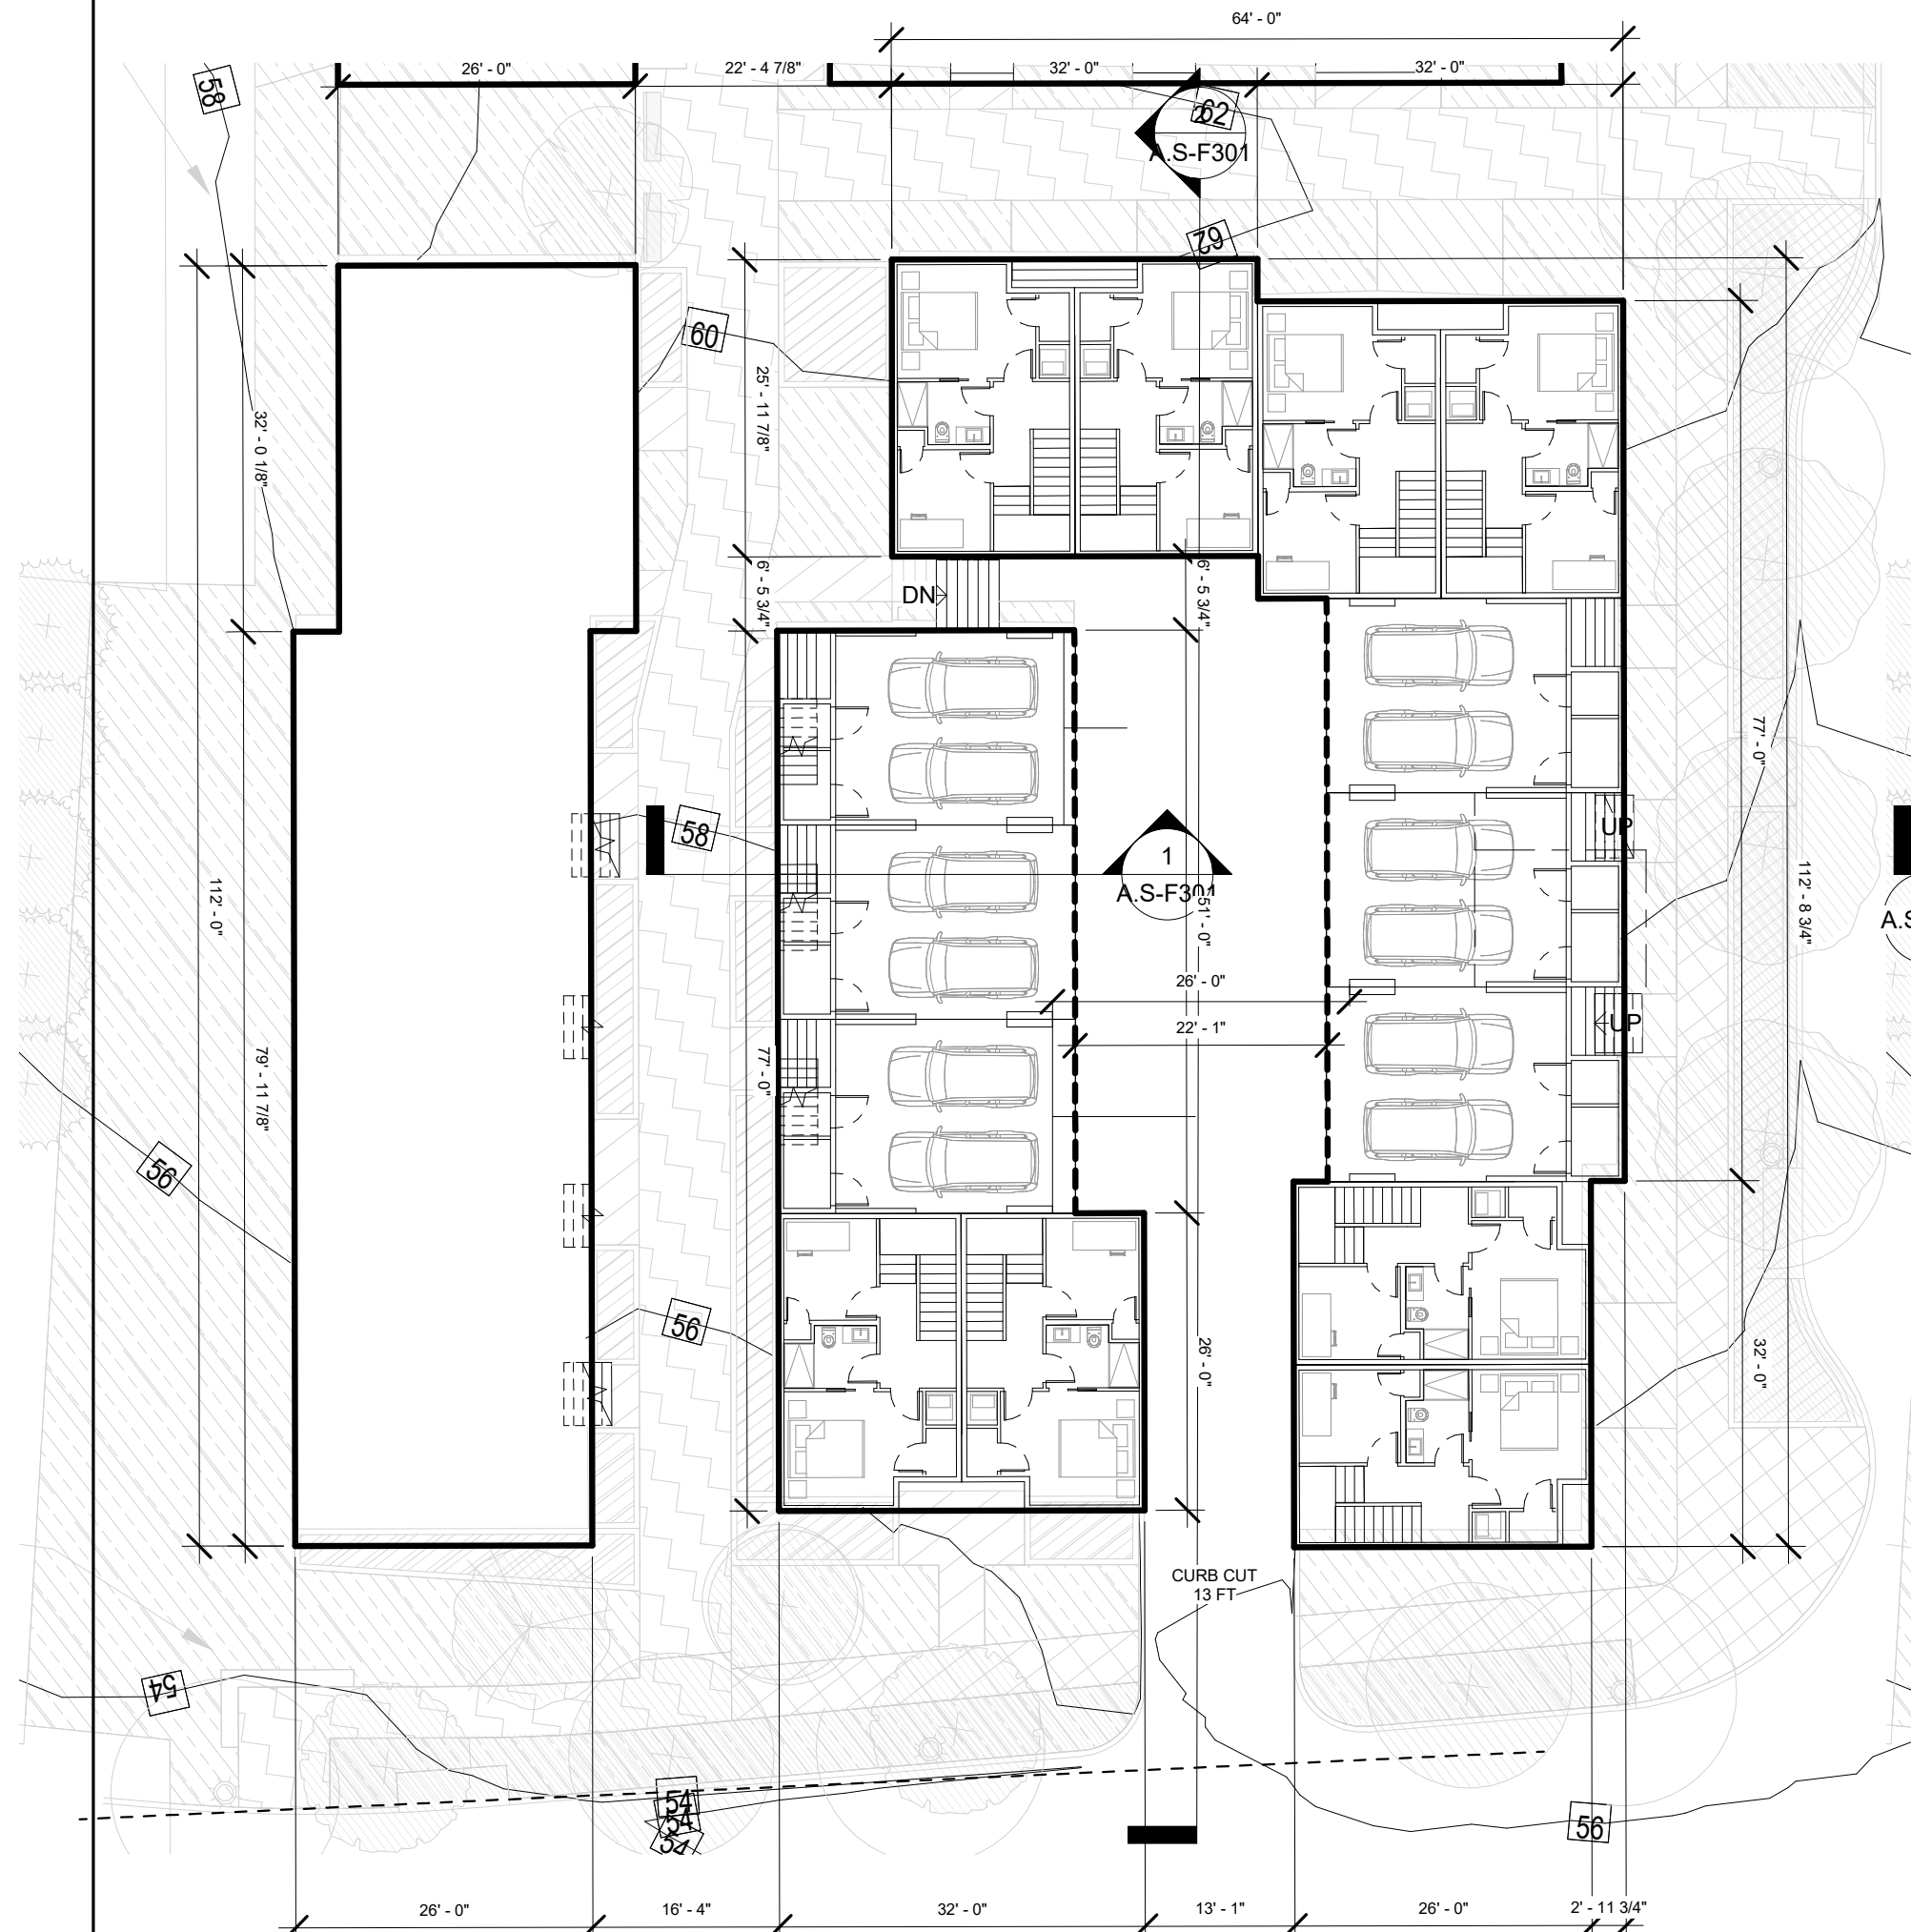 64' - 0"
26' - 0"
22' - 4 7/8"
32' - 0"
32' - 0"
58
62
A.S-F301
62
60
25' - 11 7/8"
32' - 0 1/8"
6' - 5 3/4"
6' - 5 3/4"
DN
77' - 0"
58
UP
1
A.S-F301
112' - 0"
112' - 8 3/4"
51' - 0"
A.S
26' - 0"
22' - 1"
UP
79' - 11 7/8"
77' - 0"
56
56
26' - 0"
32' - 0"
CURB CUT
13 FT
54
54
54
54
56
26' - 0"
16' - 4"
32' - 0"
13' - 1"
26' - 0"
2' - 11 3/4"